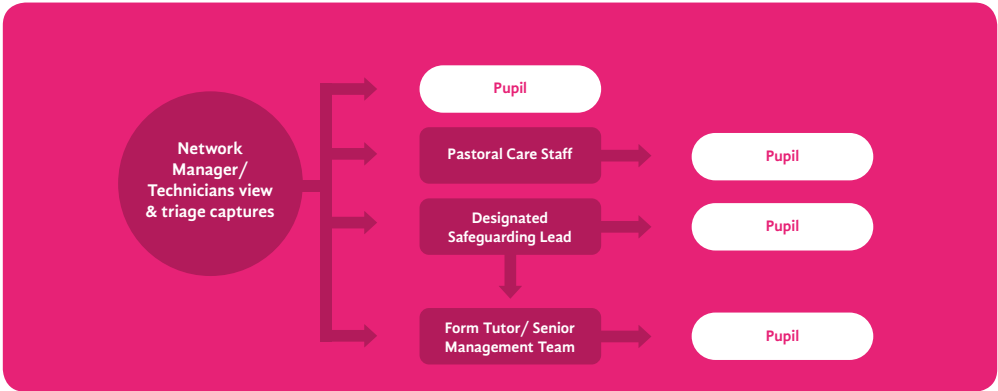 Pupil
Network
Manager/
Technicians view
& triage captures
Pastoral Care Staff
Pupil
Designated
Safeguarding Lead
Pupil
Form Tutor/ Senior
Management Team
Pupil